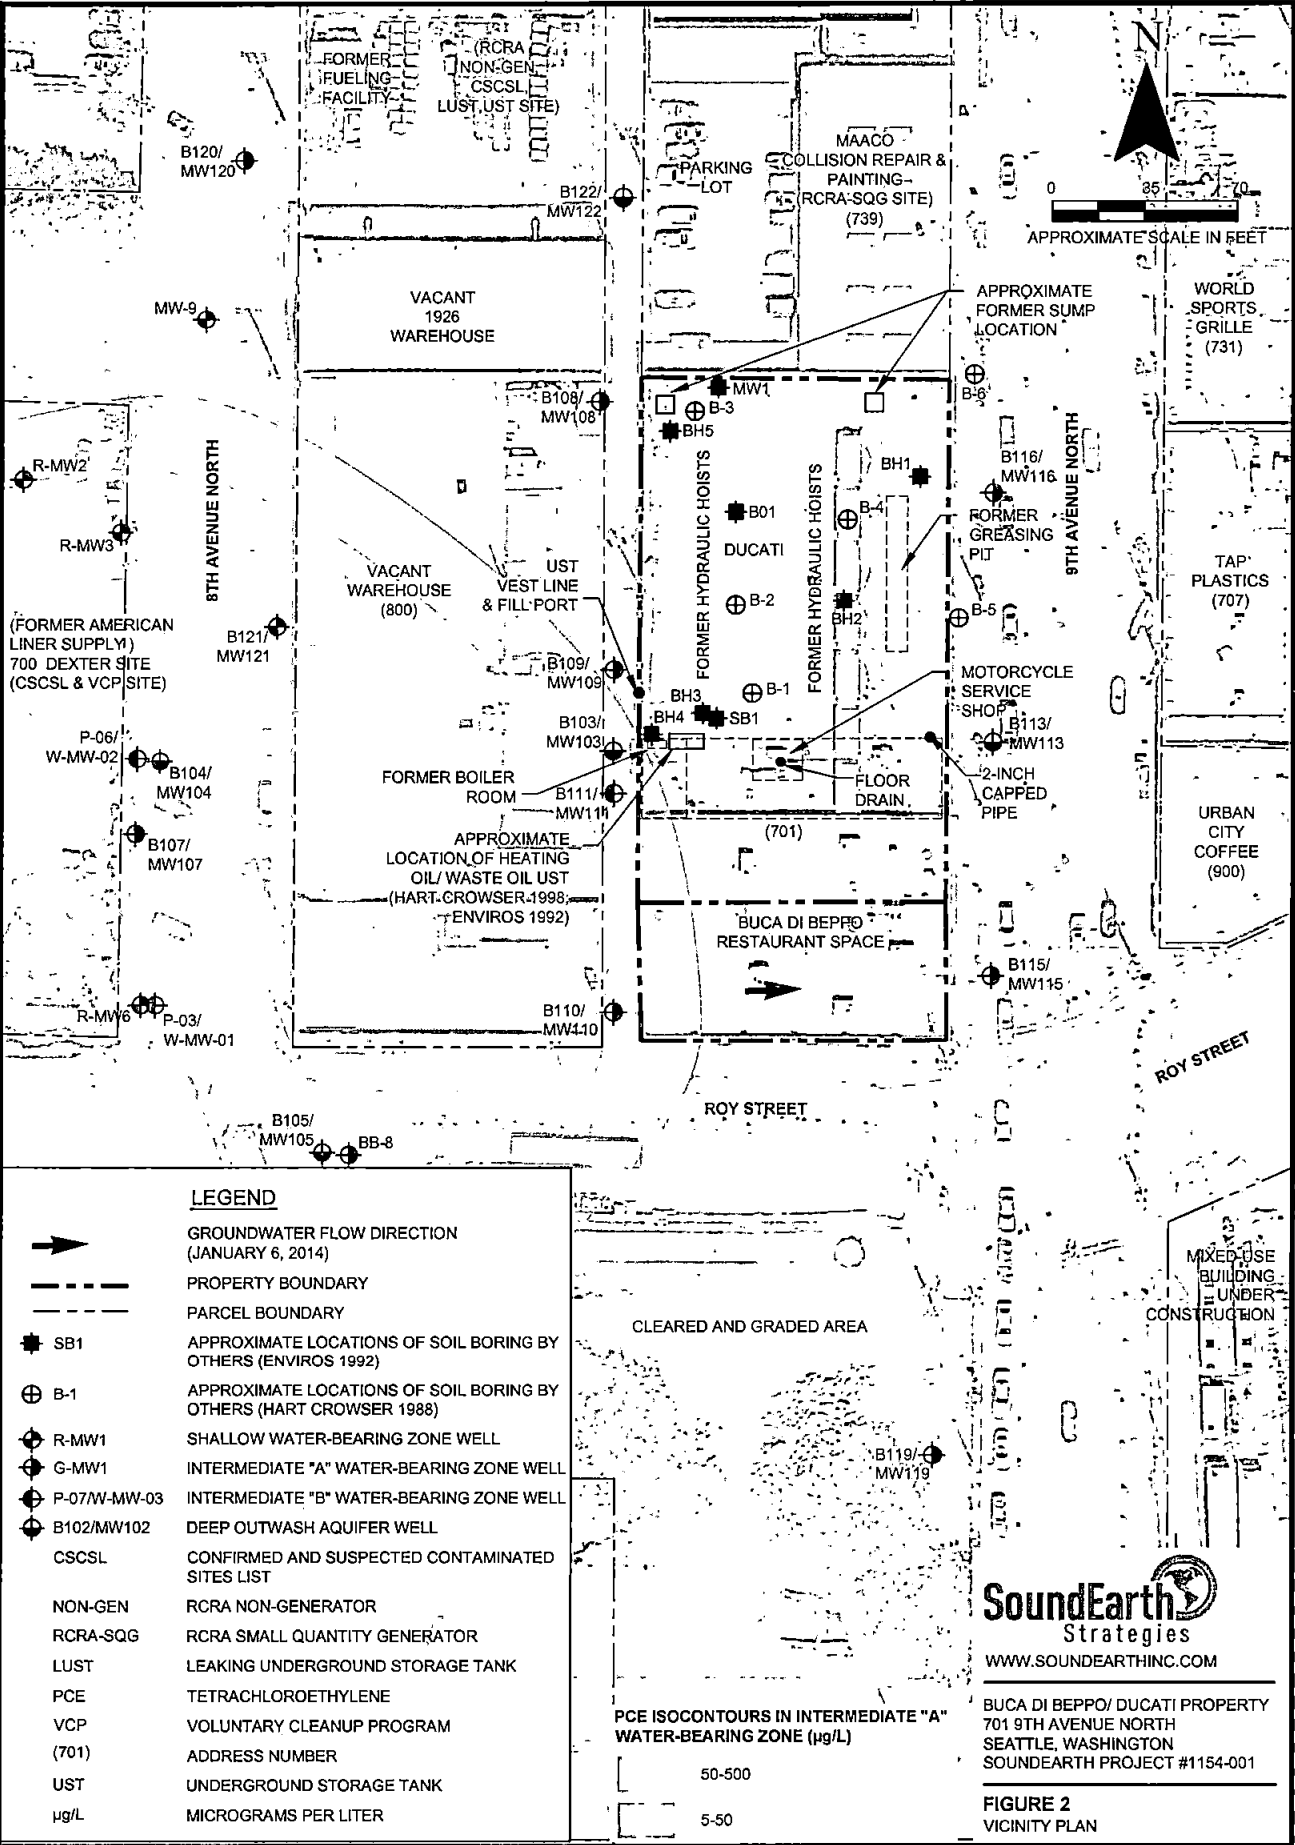 FORMER
FUELING
FACILITY
(RCRA
NON-GEN
CSCSL,
LUST,UST SITE)
N
B120/
MW120
PARKING
LOT
MAACO
COLLISION REPAIR &
PAINTING
(RCRA-SQG SITE)
(739)
0 35 70
APPROXIMATE SCALE IN FEET
B122/
MW122
MW-9
VACANT
1926
WAREHOUSE
APPROXIMATE
FORMER SUMP
LOCATION
WORLD
SPORTS
GRILLE
(731)
B108/
MW108
MW1
B-3
BH5
B-6
R-MW2
R-MW3
8TH AVENUE NORTH
FORMER HYDRAULIC HOISTS
FORMER HYDRAULIC HOISTS
BH1
B116/
MW116
9TH AVENUE NORTH
B01
B-4
DUCATI
FORMER
GREASING
PIT
VACANT
WAREHOUSE
(800)
UST
VEST LINE
& FILL PORT
B-2
BH2
B-5
TAP
PLASTICS
(707)
(FORMER AMERICAN
LINER SUPPLY)
700 DEXTER SITE
(CSCSL & VCP SITE)
B121/
MW121
B109/
MW109
B-1
BH3
BH4
SB1
MOTORCYCLE
SERVICE
SHOP
B103/
MW103
B113/
MW113
P-06/
W-MW-02
B104/
MW104
FORMER BOILER
ROOM
B111/
MW111
FLOOR
DRAIN
2-INCH
CAPPED
PIPE
B107/
MW107
APPROXIMATE
LOCATION OF HEATING
OIL/ WASTE OIL UST
(HART-CROWSER 1998;
ENVIROS 1992)
(701)
URBAN
CITY
COFFEE
(900)
BUCA DI BEPPO
RESTAURANT SPACE
B115/
MW115
R-MW6
P-03/
W-MW-01
B110/
MW110
ROY STREET
ROY STREET
B105/
MW105
BB-8
LEGEND
GROUNDWATER FLOW DIRECTION
(JANUARY 6, 2014)
PROPERTY BOUNDARY
PARCEL BOUNDARY
SB1 APPROXIMATE LOCATIONS OF SOIL BORING BY
OTHERS (ENVIROS 1992)
B-1 APPROXIMATE LOCATIONS OF SOIL BORING BY
OTHERS (HART CROWSER 1988)
R-MW1 SHALLOW WATER-BEARING ZONE WELL
G-MW1 INTERMEDIATE "A" WATER-BEARING ZONE WELL
P-07/W-MW-03 INTERMEDIATE "B" WATER-BEARING ZONE WELL
B102/MW102 DEEP OUTWASH AQUIFER WELL
CSCSL CONFIRMED AND SUSPECTED CONTAMINATED
SITES LIST
NON-GEN RCRA NON-GENERATOR
RCRA-SQG RCRA SMALL QUANTITY GENERATOR
LUST LEAKING UNDERGROUND STORAGE TANK
PCE TETRACHLOROETHYLENE
VCP VOLUNTARY CLEANUP PROGRAM
(701) ADDRESS NUMBER
UST UNDERGROUND STORAGE TANK
µg/L MICROGRAMS PER LITER
CLEARED AND GRADED AREA
MIXED-USE
BUILDING
UNDER
CONSTRUCTION
B119/
MW119
PCE ISOCONTOURS IN INTERMEDIATE "A"
WATER-BEARING ZONE (µg/L)
50-500
5-50
SoundEarth
Strategies
WWW.SOUNDEARTHINC.COM
BUCA DI BEPPO/ DUCATI PROPERTY
701 9TH AVENUE NORTH
SEATTLE, WASHINGTON
SOUNDEARTH PROJECT #1154-001
FIGURE 2
VICINITY PLAN